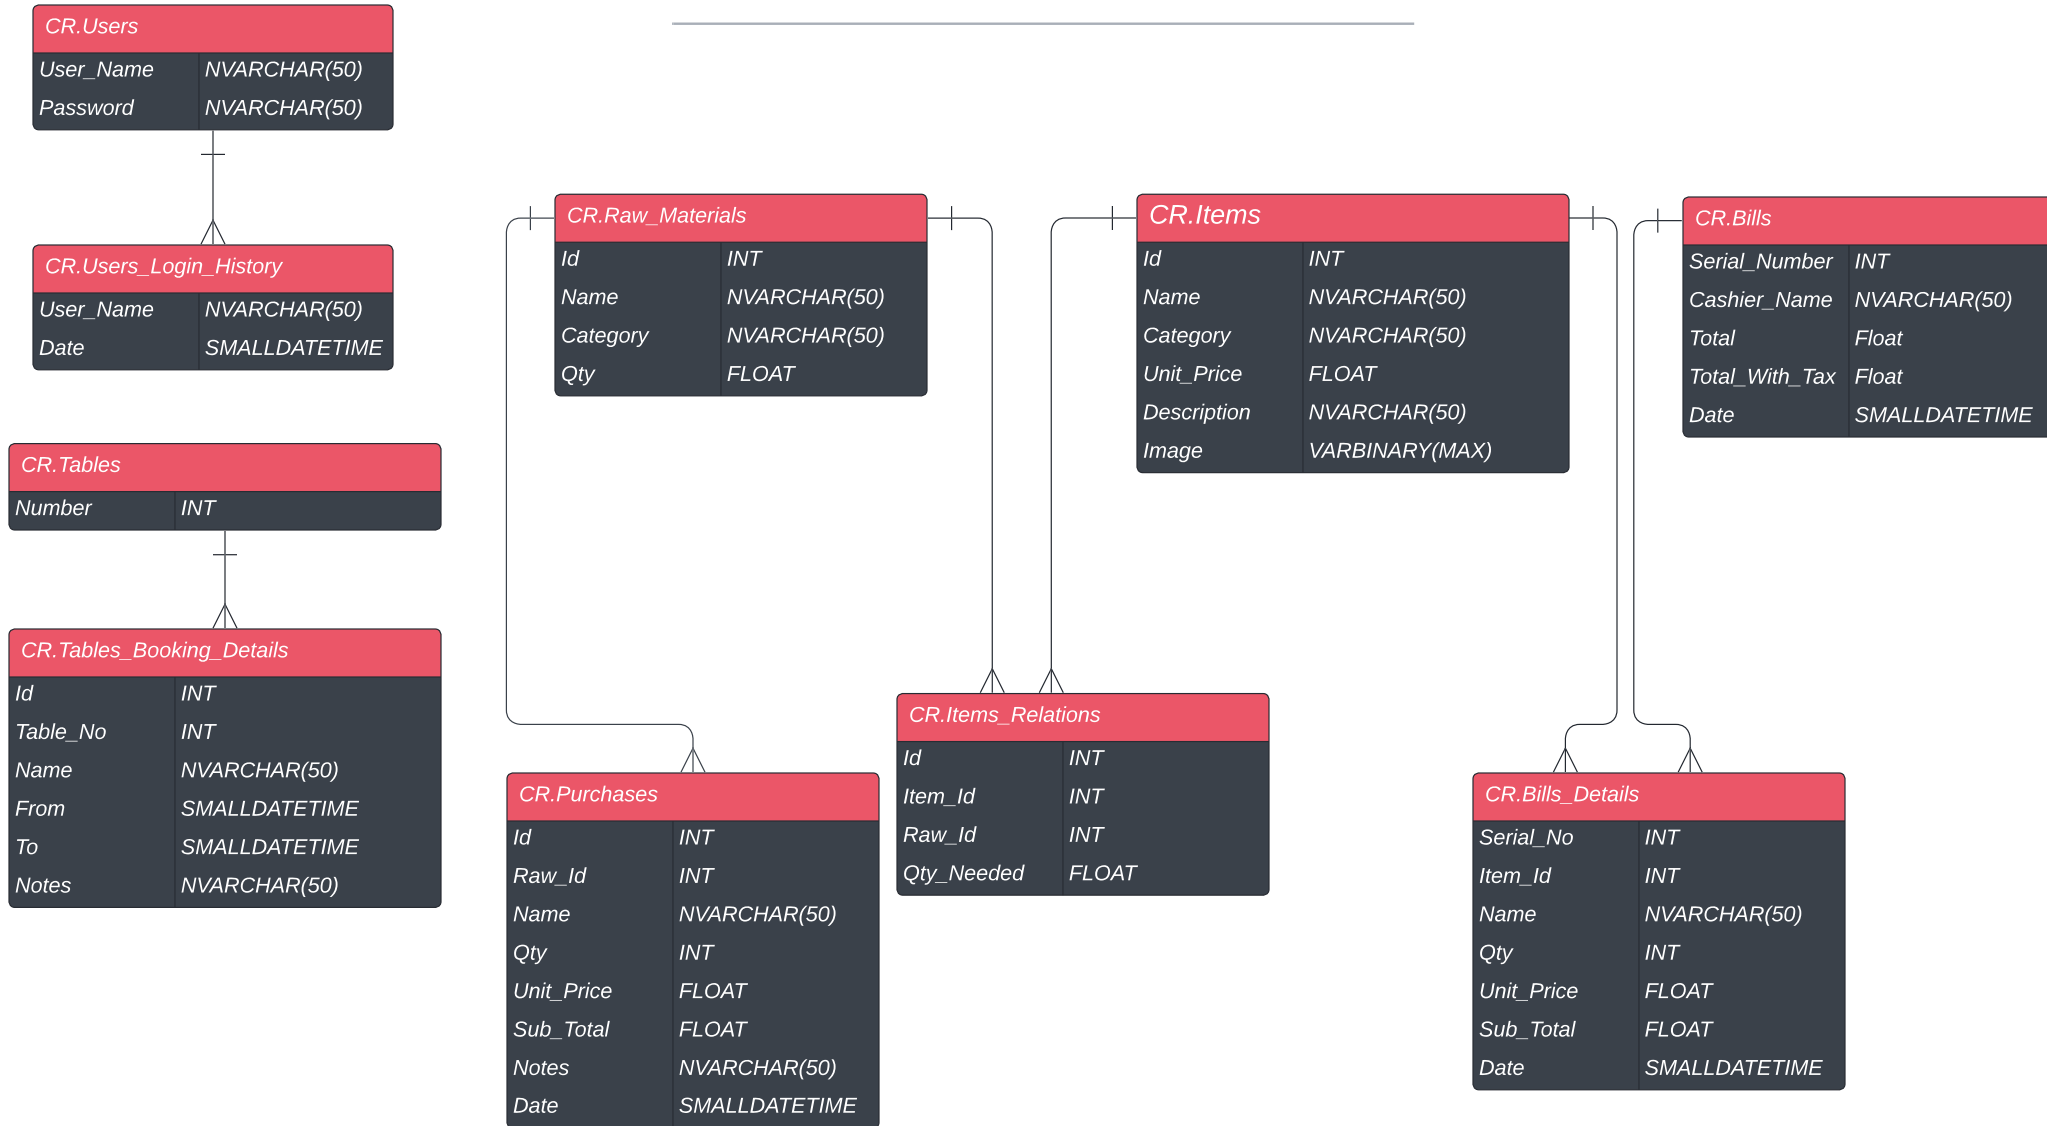 CR.Users
User_Name NVARCHAR(50)
Password NVARCHAR(50)
CR.Users_Login_History
User_Name NVARCHAR(50)
Date SMALLDATETIME
CR.Tables
Number INT
CR.Tables_Booking_Details
Id INT
Table_No INT
Name NVARCHAR(50)
From SMALLDATETIME
To SMALLDATETIME
Notes NVARCHAR(50)
CR.Raw_Materials
Id INT
Name NVARCHAR(50)
Category NVARCHAR(50)
Qty FLOAT
CR.Purchases
Id INT
Raw_Id INT
Name NVARCHAR(50)
Qty INT
Unit_Price FLOAT
Sub_Total FLOAT
Notes NVARCHAR(50)
Date SMALLDATETIME
CR.Items_Relations
Id INT
Item_Id INT
Raw_Id INT
Qty_Needed FLOAT
CR.Items
Id INT
Name NVARCHAR(50)
Category NVARCHAR(50)
Unit_Price FLOAT
Description NVARCHAR(50)
Image VARBINARY(MAX)
CR.Bills
Serial_Number INT
Cashier_Name NVARCHAR(50)
Total Float
Total_With_Tax Float
Date SMALLDATETIME
CR.Bills_Details
Serial_No INT
Item_Id INT
Name NVARCHAR(50)
Qty INT
Unit_Price FLOAT
Sub_Total FLOAT
Date SMALLDATETIME